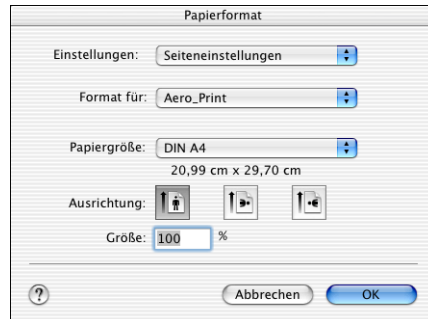 Papierformat
Einstellungen: Seiteneinstellungen
Format für: Aero_Print
Papiergröße: DIN A4
20,99 cm x 29,70 cm
Ausrichtung:
Größe: 100 %
? Abbrechen OK